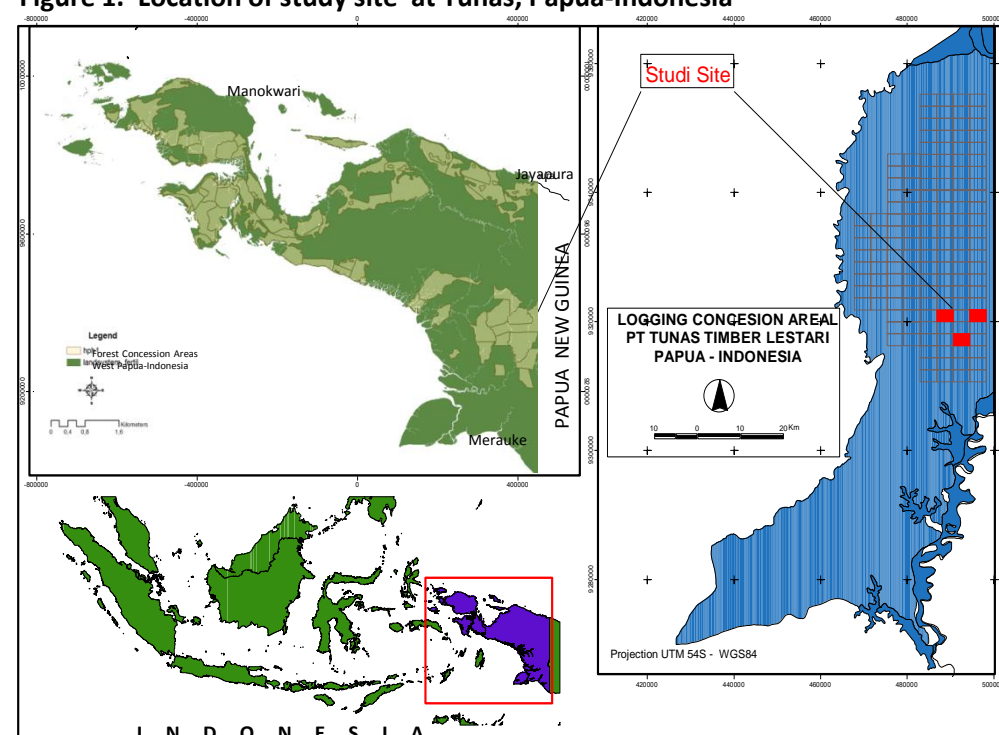 Figure 1. Location of study site at Tunas, Papua-Indonesia
-800000
-400000
0
400000
Manokwari
Jayapura
PAPUA NEW GUINEA
Merauke
Legend
Forest Concession Areas
West Papua-Indonesia
Kilometers
0 0,4 0,8 1,6
-800000
-400000
0
400000
I N D O N E S I A
420000
440000
460000
480000
50000
Studi Site
LOGGING CONCESION AREAL
PT TUNAS TIMBER LESTARI
PAPUA - INDONESIA
10 0 10 20 Km
Projection UTM 54S - WGS84
420000
440000
460000
480000
50000